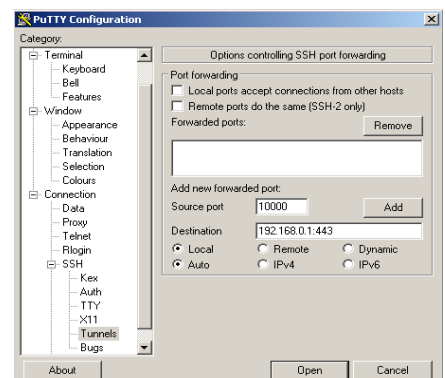 PuTTY Configuration
Category:
Terminal
Keyboard
Bell
Features
Window
Appearance
Behaviour
Translation
Selection
Colours
Connection
Data
Proxy
Telnet
Rlogin
SSH
Kex
Auth
TTY
X11
Tunnels
Bugs
Options controlling SSH port forwarding
Port forwarding
Local ports accept connections from other hosts
Remote ports do the same (SSH-2 only)
Forwarded ports:
Remove
Add new forwarded port:
Source port 10000 Add
Destination 192.168.0.1:443
Local Remote Dynamic
Auto IPv4 IPv6
About Open Cancel